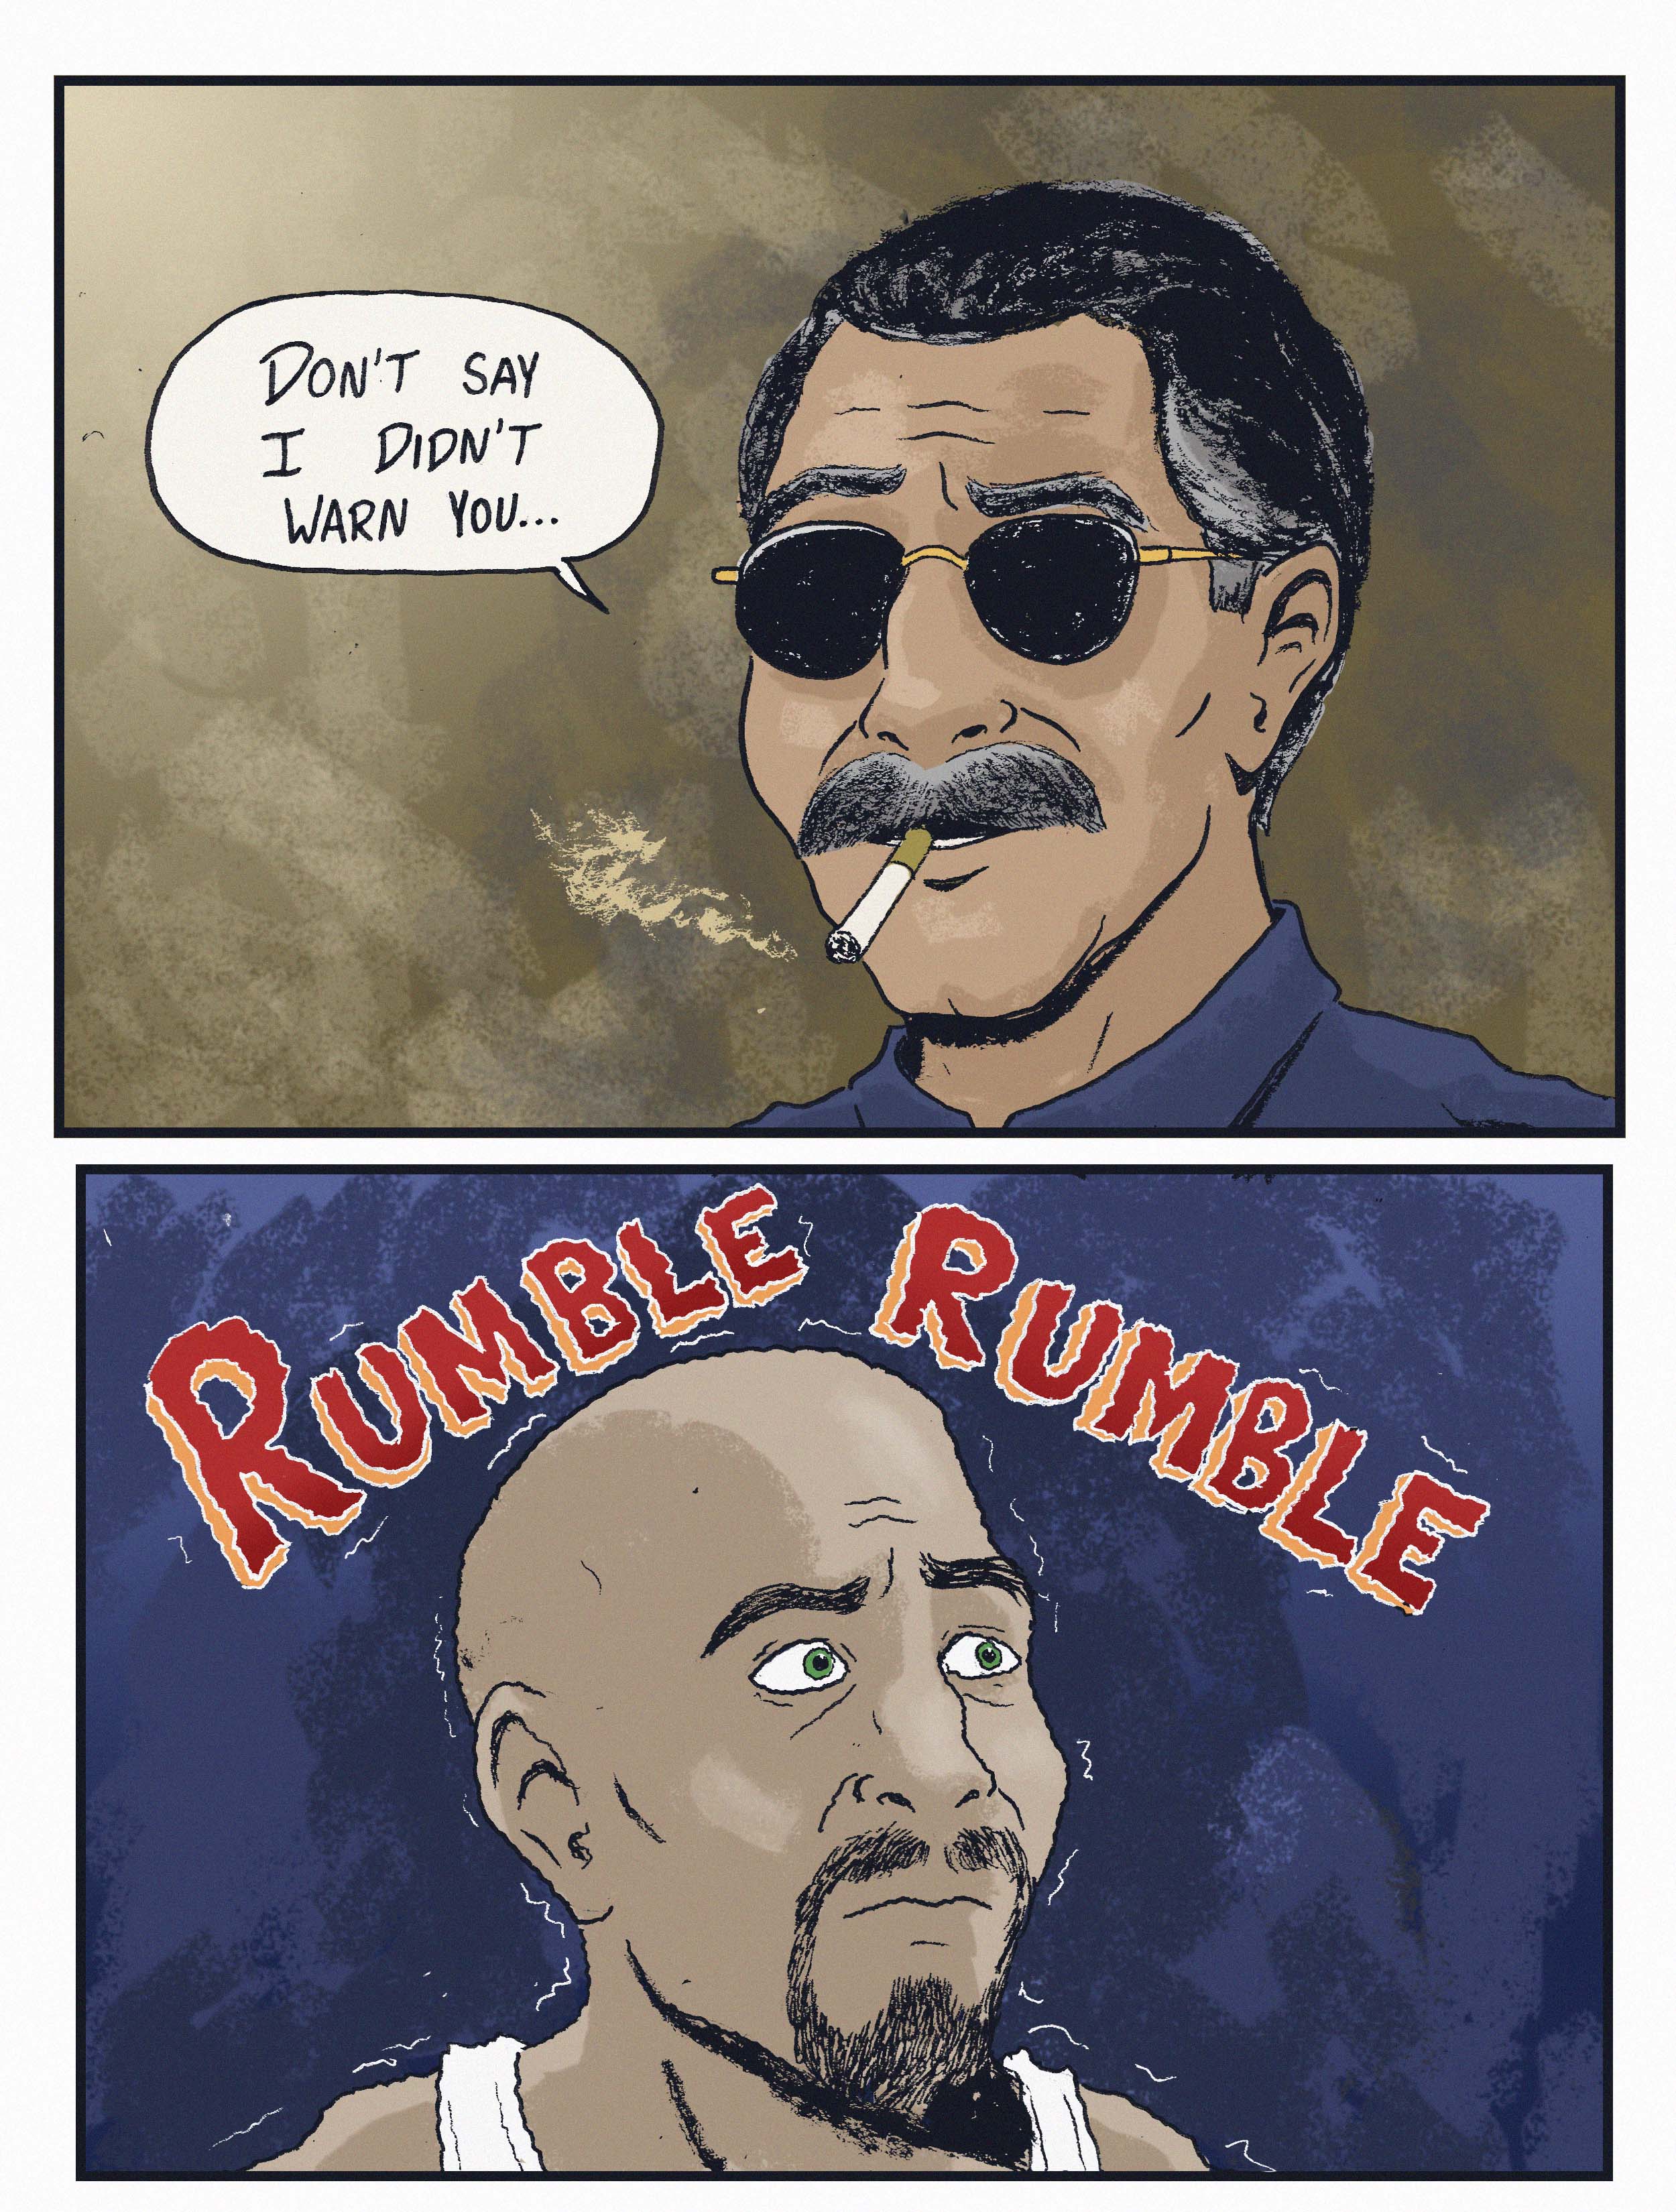 DON'T SAY
I DIDN'T
WARN YOU...
RUMBLE RUMBLE